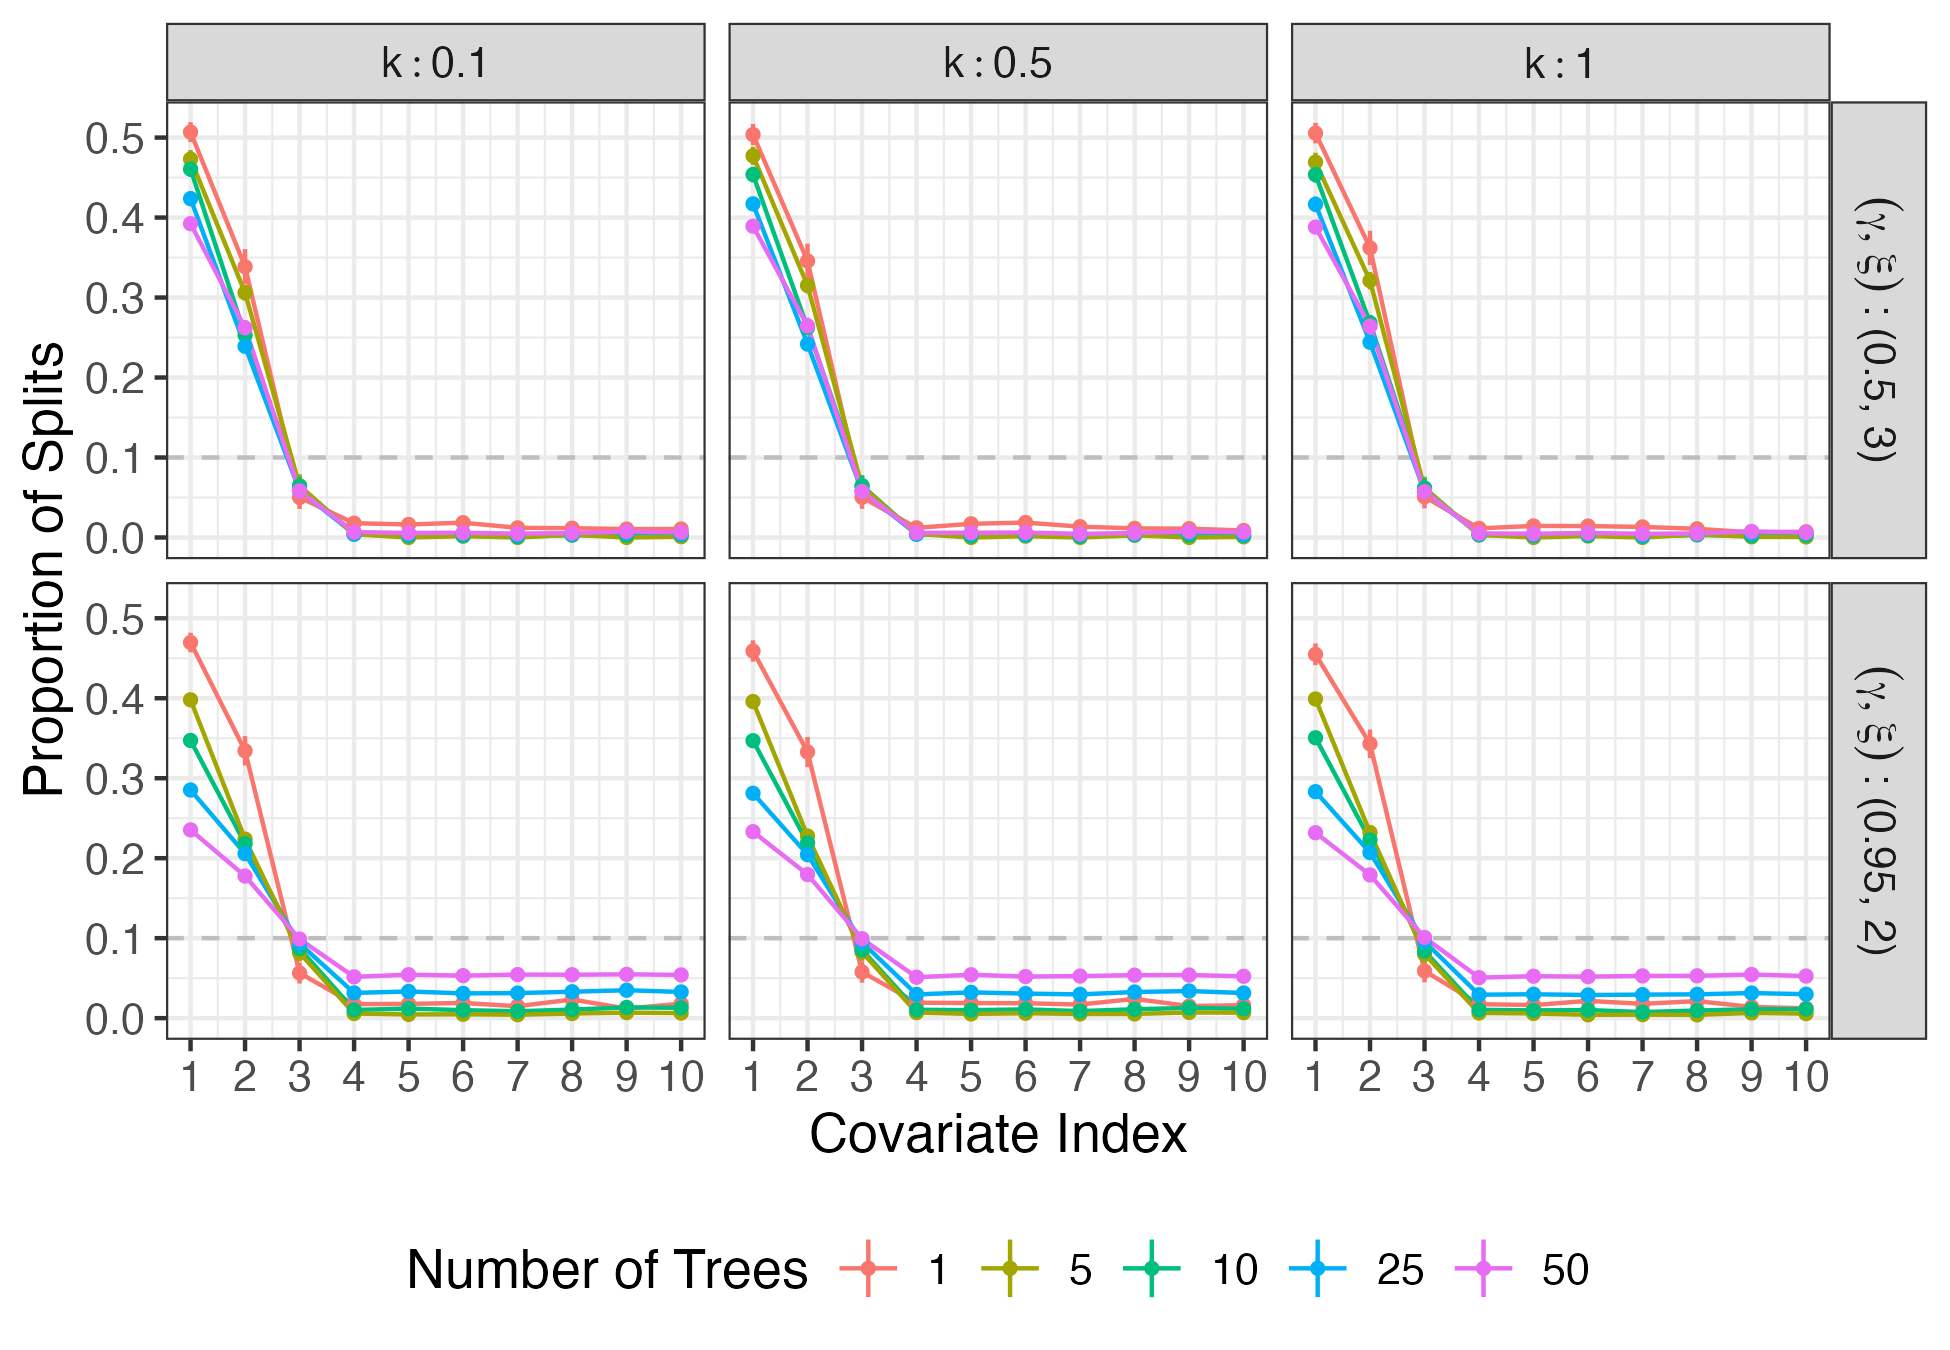 k : 0.1
k : 0.5
k : 1
0.5
0.4
0.3
0.2
0.1
0.0
(γ, ξ) : (0.5, 3)
0.5
0.4
0.3
0.2
0.1
0.0
(γ, ξ) : (0.95, 2)
Proportion of Splits
1 2 3 4 5 6 7 8 9 10
1 2 3 4 5 6 7 8 9 10
1 2 3 4 5 6 7 8 9 10
Covariate Index
Number of Trees 1 5 10 25 50